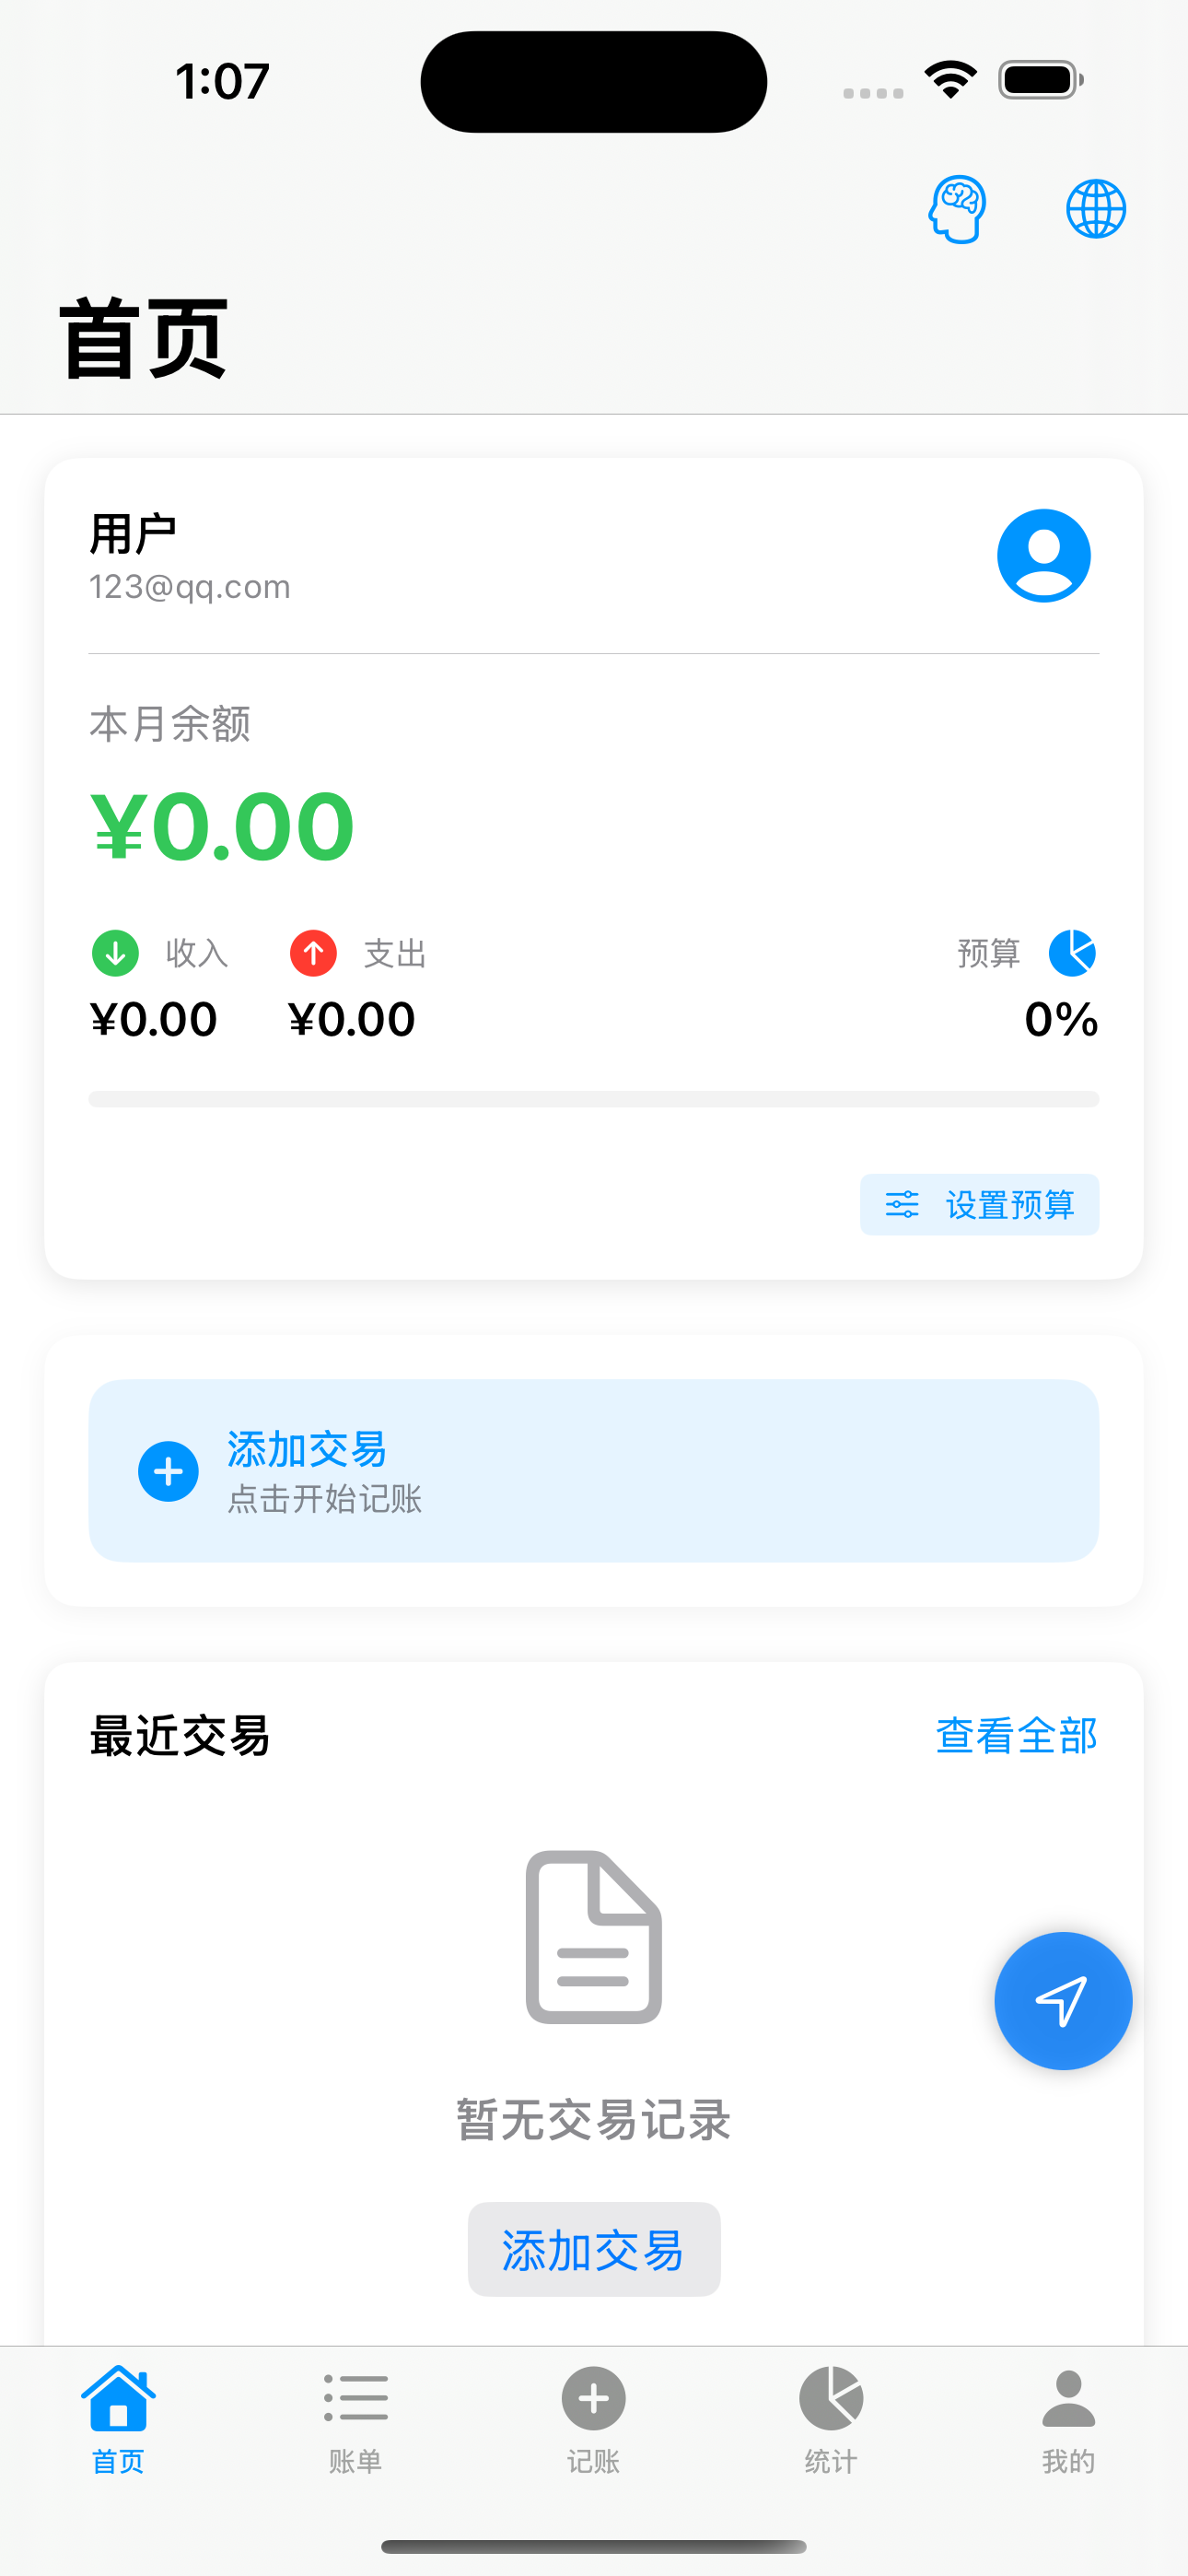 1:07
首页
用户
123@qq.com
本月余额
¥0.00
收入 支出 预算
¥0.00 ¥0.00 0%
设置预算
添加交易
点击开始记账
最近交易 查看全部
暂无交易记录
添加交易
首页 账单 记账 统计 我的